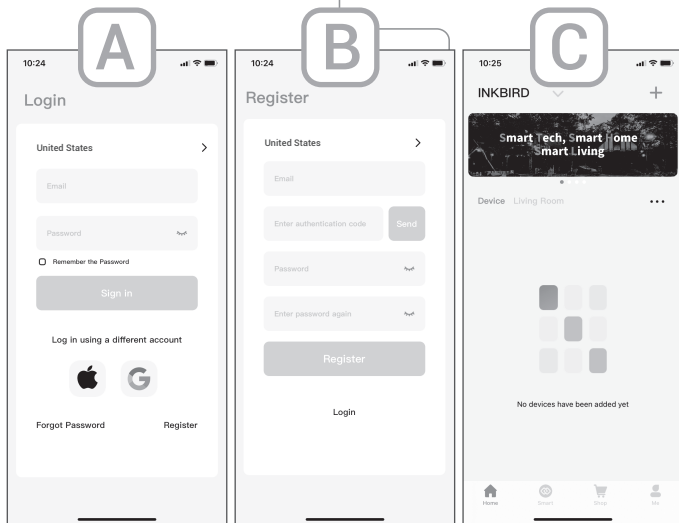 A
10:24
Login
United States
Email
Password
Remember the Password
Sign in
Log in using a different account
G
Forgot Password
Register
B
10:24
Register
United States
Email
Enter authentication code
Send
Password
Enter password again
Register
Login
C
10:25
INKBIRD
Smart Tech, Smart Home
Smart Living
INKBIRD
Device
Living Room
No devices have been added yet
Home
Smart
Shop
Me